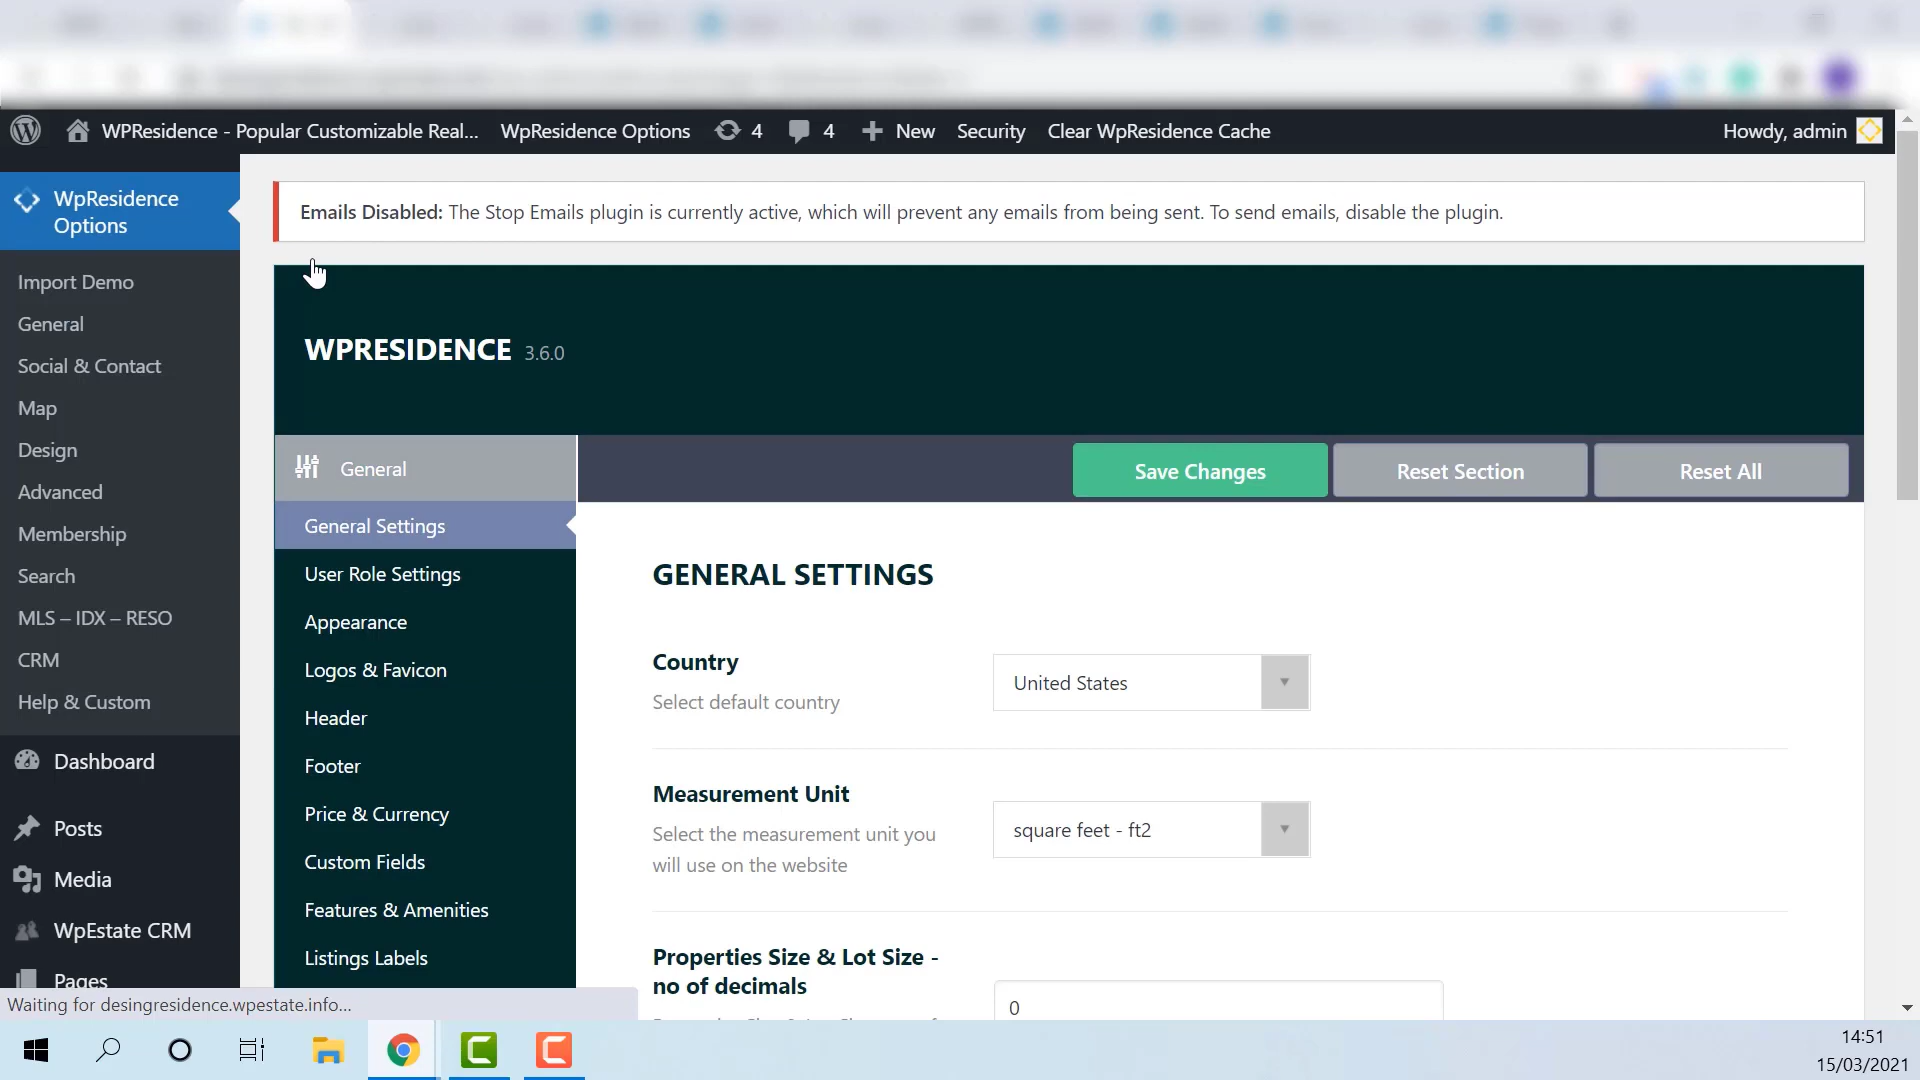 WPResidence - Popular Customizable Real... WpResidence Options 4 4 New Security Clear WpResidence Cache Howdy, admin
WpResidence
Options
Import Demo
General
Social & Contact
Map
Design
Advanced
Membership
Search
MLS – IDX – RESO
CRM
Help & Custom
Dashboard
Posts
Media
WpEstate CRM
Pages
Emails Disabled: The Stop Emails plugin is currently active, which will prevent any emails from being sent. To send emails, disable the plugin.
WPRESIDENCE 3.6.0
General
General Settings
User Role Settings
Appearance
Logos & Favicon
Header
Footer
Price & Currency
Custom Fields
Features & Amenities
Listings Labels
Save Changes Reset Section Reset All
GENERAL SETTINGS
Country
Select default country
United States
Measurement Unit
Select the measurement unit you
will use on the website
square feet - ft2
Properties Size & Lot Size -
no of decimals
0
Waiting for desingresidence.wpestate.info...
14:51
15/03/2021